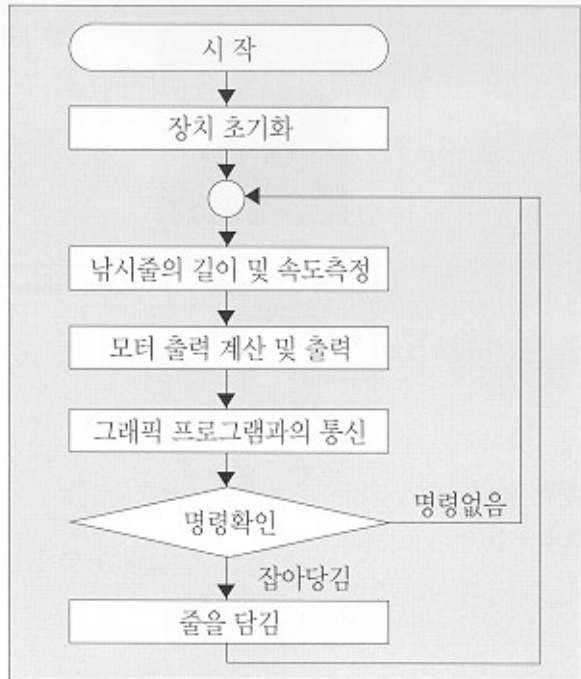 시 작
장치 초기화
낚시줄의 길이 및 속도측정
모터 출력 계산 및 출력
그래픽 프로그램과의 통신
명령확인
명령없음
잡아당김
줄을 담김